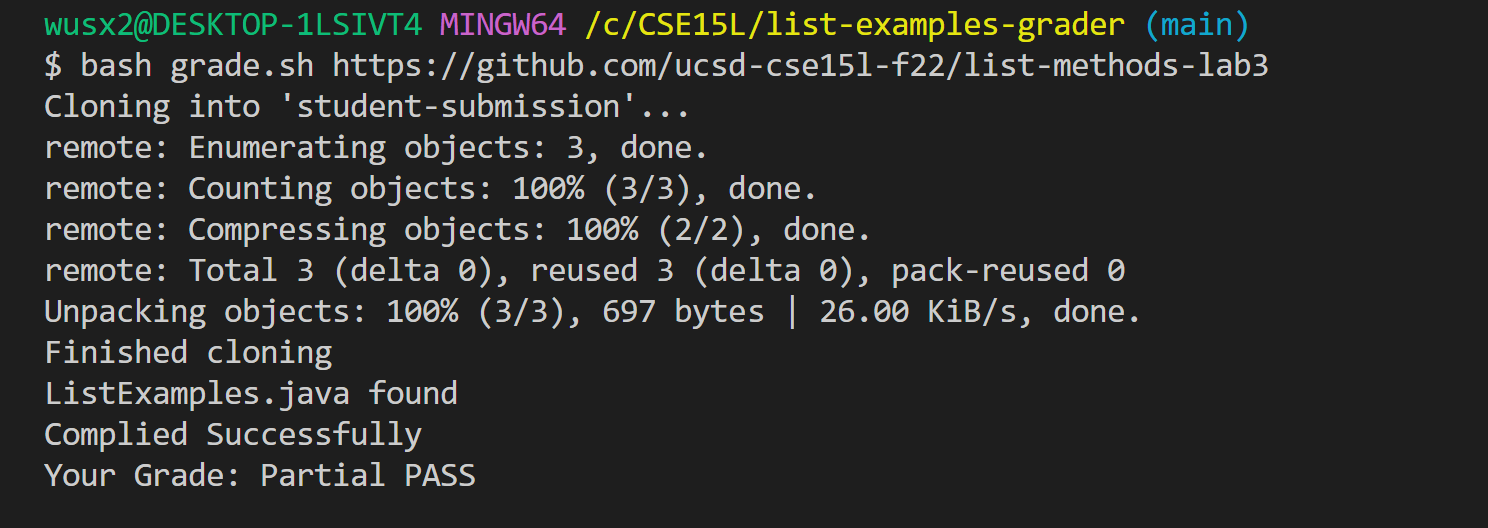 wusx2@DESKTOP-1LSIVT4 MINGW64 /c/CSE15L/list-examples-grader (main)
$ bash grade.sh https://github.com/ucsd-cse15l-f22/list-methods-lab3
Cloning into 'student-submission'...
remote: Enumerating objects: 3, done.
remote: Counting objects: 100% (3/3), done.
remote: Compressing objects: 100% (2/2), done.
remote: Total 3 (delta 0), reused 3 (delta 0), pack-reused 0
Unpacking objects: 100% (3/3), 697 bytes | 26.00 KiB/s, done.
Finished cloning
ListExamples.java found
Complied Successfully
Your Grade: Partial PASS